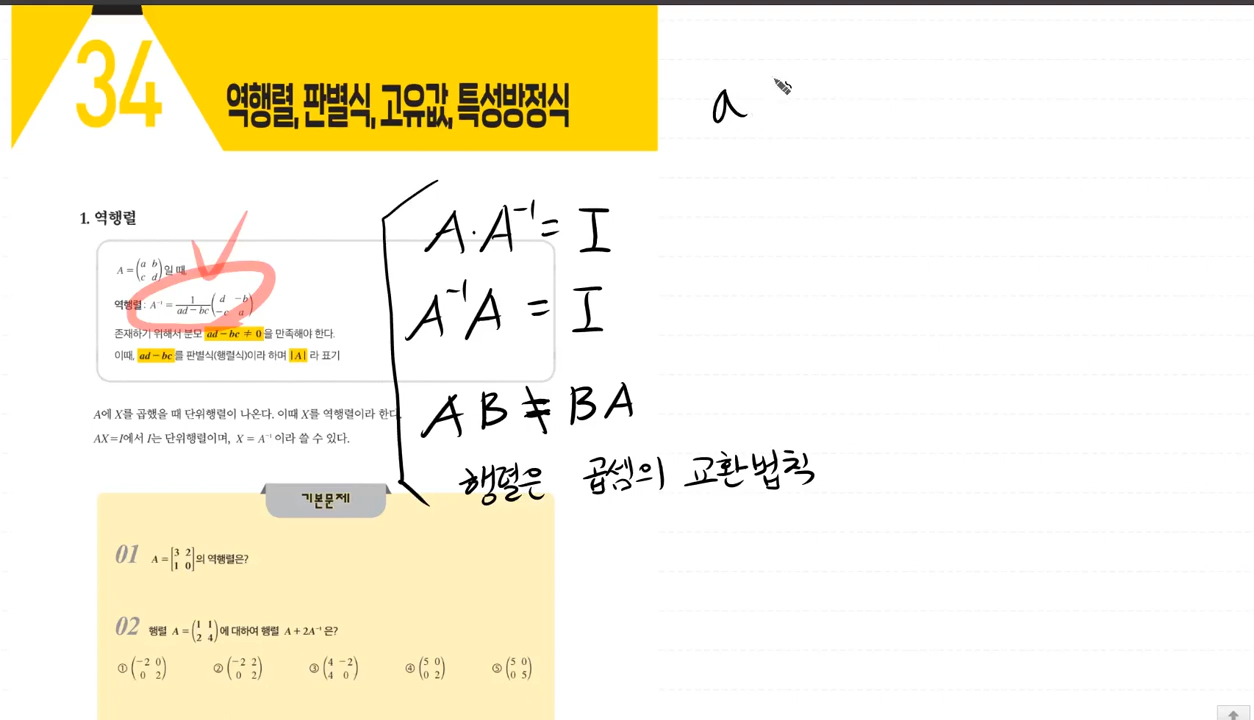 34
역행렬, 판별식, 고유값, 특성방정식
a
1. 역행렬
A = (a b
c d) 일 때,
역행렬: A⁻¹ = 1/(ad−bc) (d −b
−c a)
존재하기 위해서 분모 ad−bc ≠ 0 을 만족해야 한다.
이때, ad−bc 를 판별식(행렬식)이라 하며 |A| 라 표기
A·A⁻¹ = I
A⁻¹A = I
AB ≠ BA
행렬은 곱셈의 교환법칙
A에 X를 곱했을 때 단위행렬이 나온다. 이때 X를 역행렬이라 한다.
AX=I에서 I는 단위행렬이며, X = A⁻¹ 이라 쓸 수 있다.
기본문제
01 A = [3 2
1 0] 의 역행렬은?
02 행렬 A = (1 1
2 4) 에 대하여 행렬 A+2A⁻¹ 은?
① (−2 0
0 2) ② (−2 2
0 2) ③ (4 −2
4 0) ④ (5 0
0 2) ⑤ (5 0
0 5)